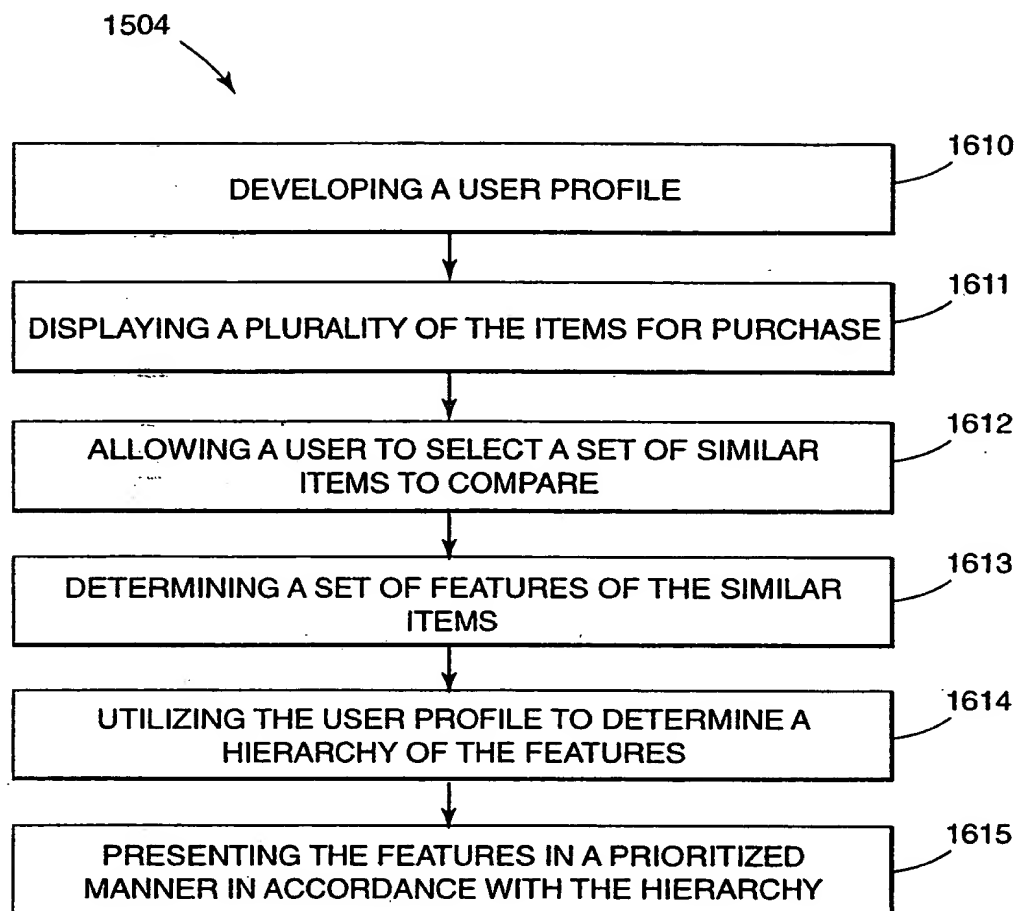 1504
1610
DEVELOPING A USER PROFILE
1611
DISPLAYING A PLURALITY OF THE ITEMS FOR PURCHASE
1612
ALLOWING A USER TO SELECT A SET OF SIMILAR
ITEMS TO COMPARE
1613
DETERMINING A SET OF FEATURES OF THE SIMILAR
ITEMS
1614
UTILIZING THE USER PROFILE TO DETERMINE A
HIERARCHY OF THE FEATURES
1615
PRESENTING THE FEATURES IN A PRIORITIZED
MANNER IN ACCORDANCE WITH THE HIERARCHY